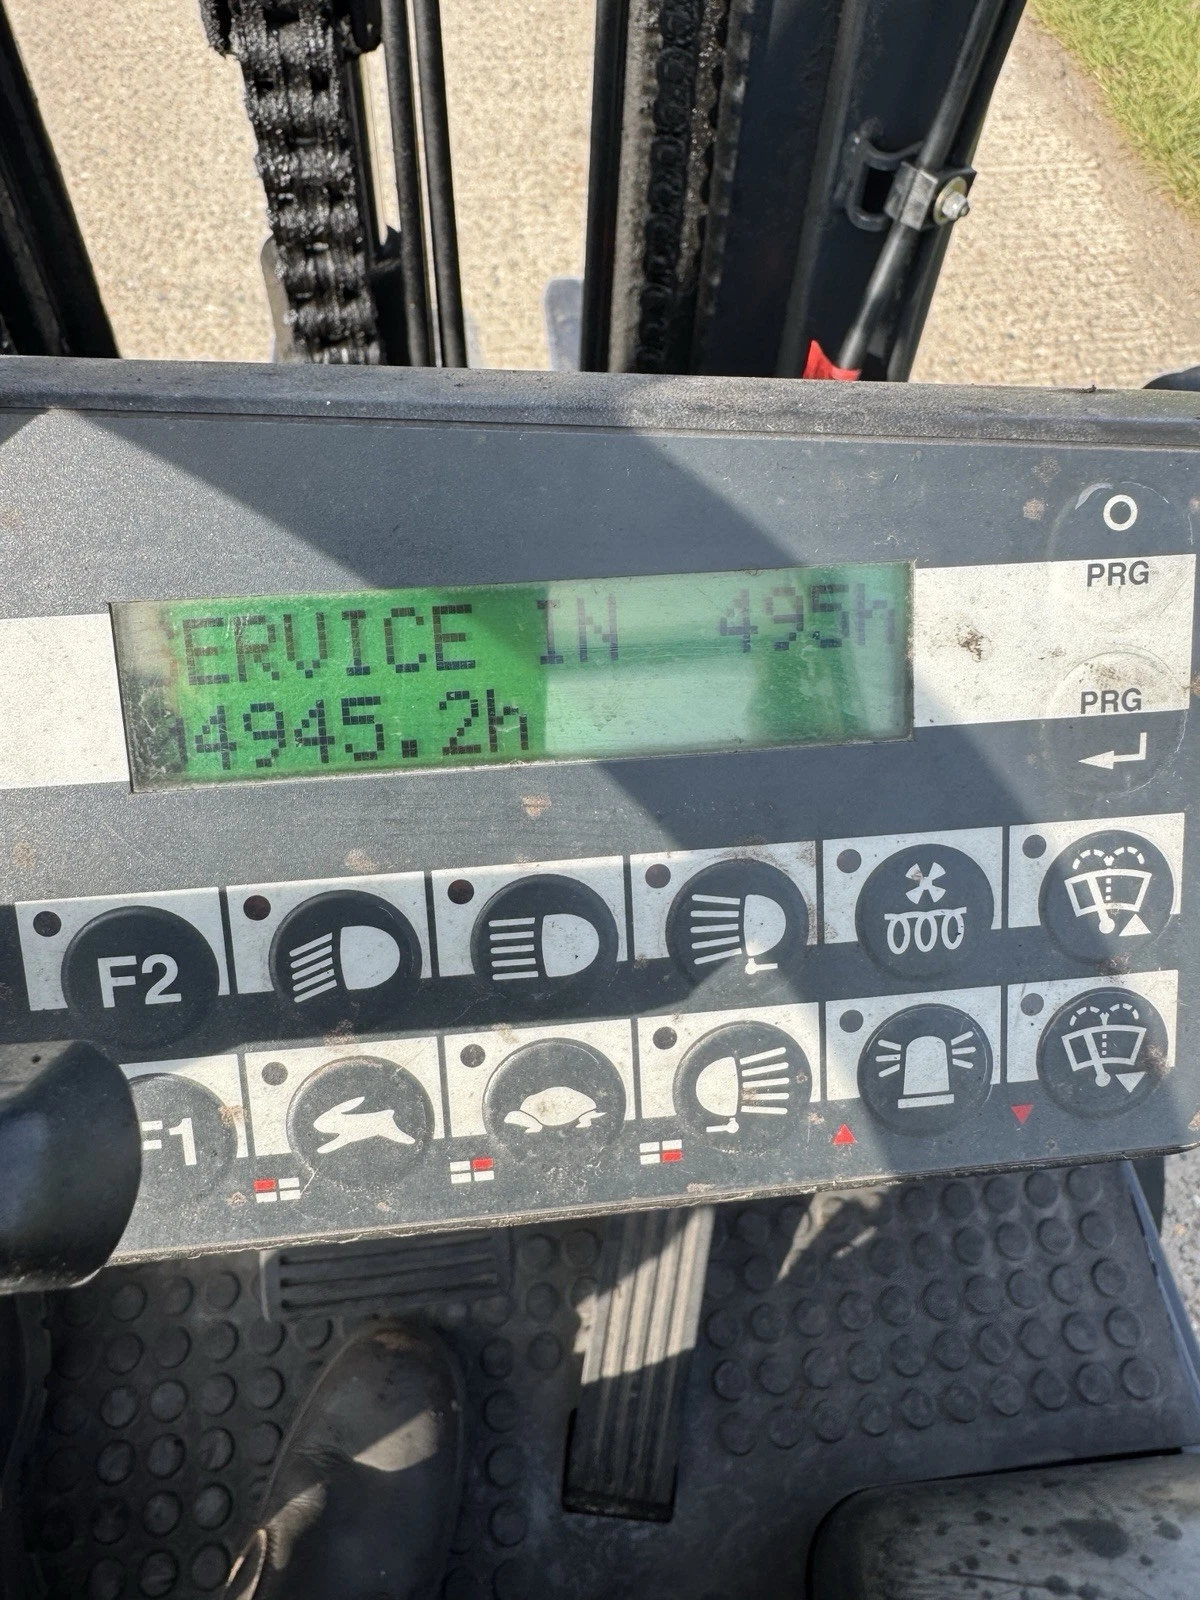 ERVICE IN 495h
4945.2h
PRG
PRG
F2
F1